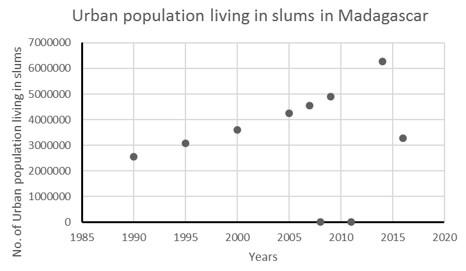 Urban population living in slums in Madagascar
No. of Urban population living in slums
7000000
6000000
5000000
4000000
3000000
2000000
1000000
0
1985 1990 1995 2000 2005 2010 2015 2020
Years